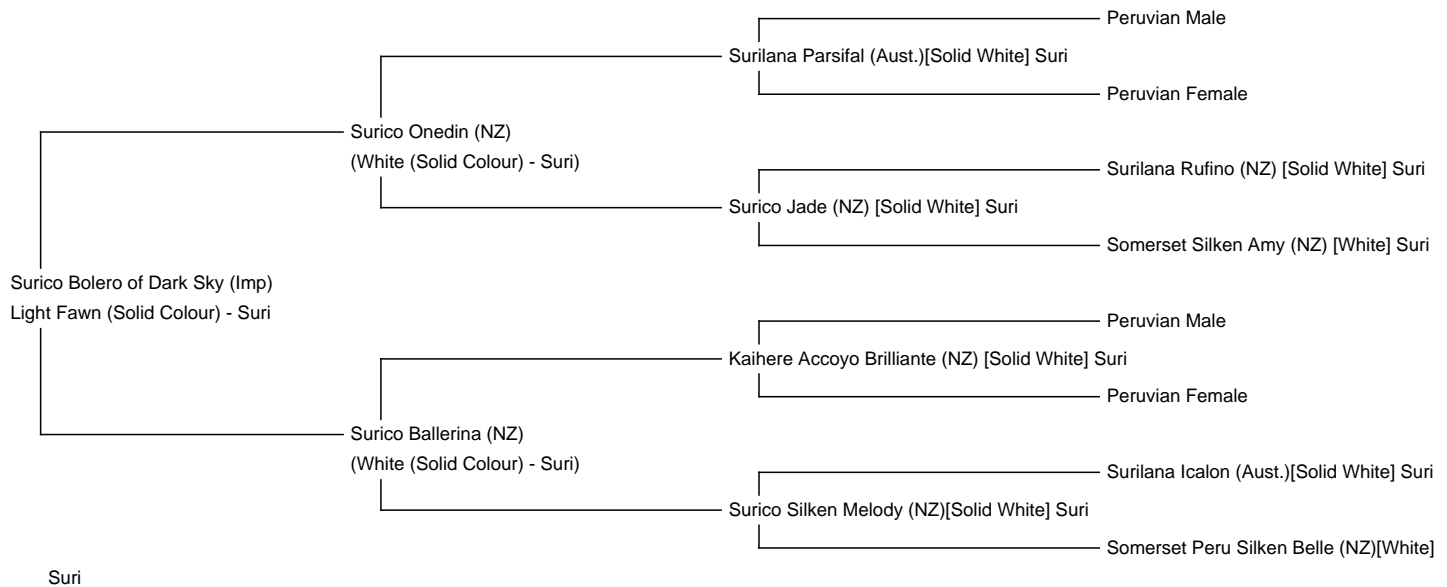 Peruvian Male
Surilana Parsifal (Aust.)[Solid White] Suri
Peruvian Female
Surico Onedin (NZ)
(White (Solid Colour) - Suri)
Surilana Rufino (NZ) [Solid White] Suri
Surico Jade (NZ) [Solid White] Suri
Somerset Silken Amy (NZ) [White] Suri
Surico Bolero of Dark Sky (Imp)
Light Fawn (Solid Colour) - Suri
Peruvian Male
Kaihere Accoyo Brilliante (NZ) [Solid White] Suri
Peruvian Female
Surico Ballerina (NZ)
(White (Solid Colour) - Suri)
Surilana Icalon (Aust.)[Solid White] Suri
Surico Silken Melody (NZ)[Solid White] Suri
Somerset Peru Silken Belle (NZ)[White]
Suri